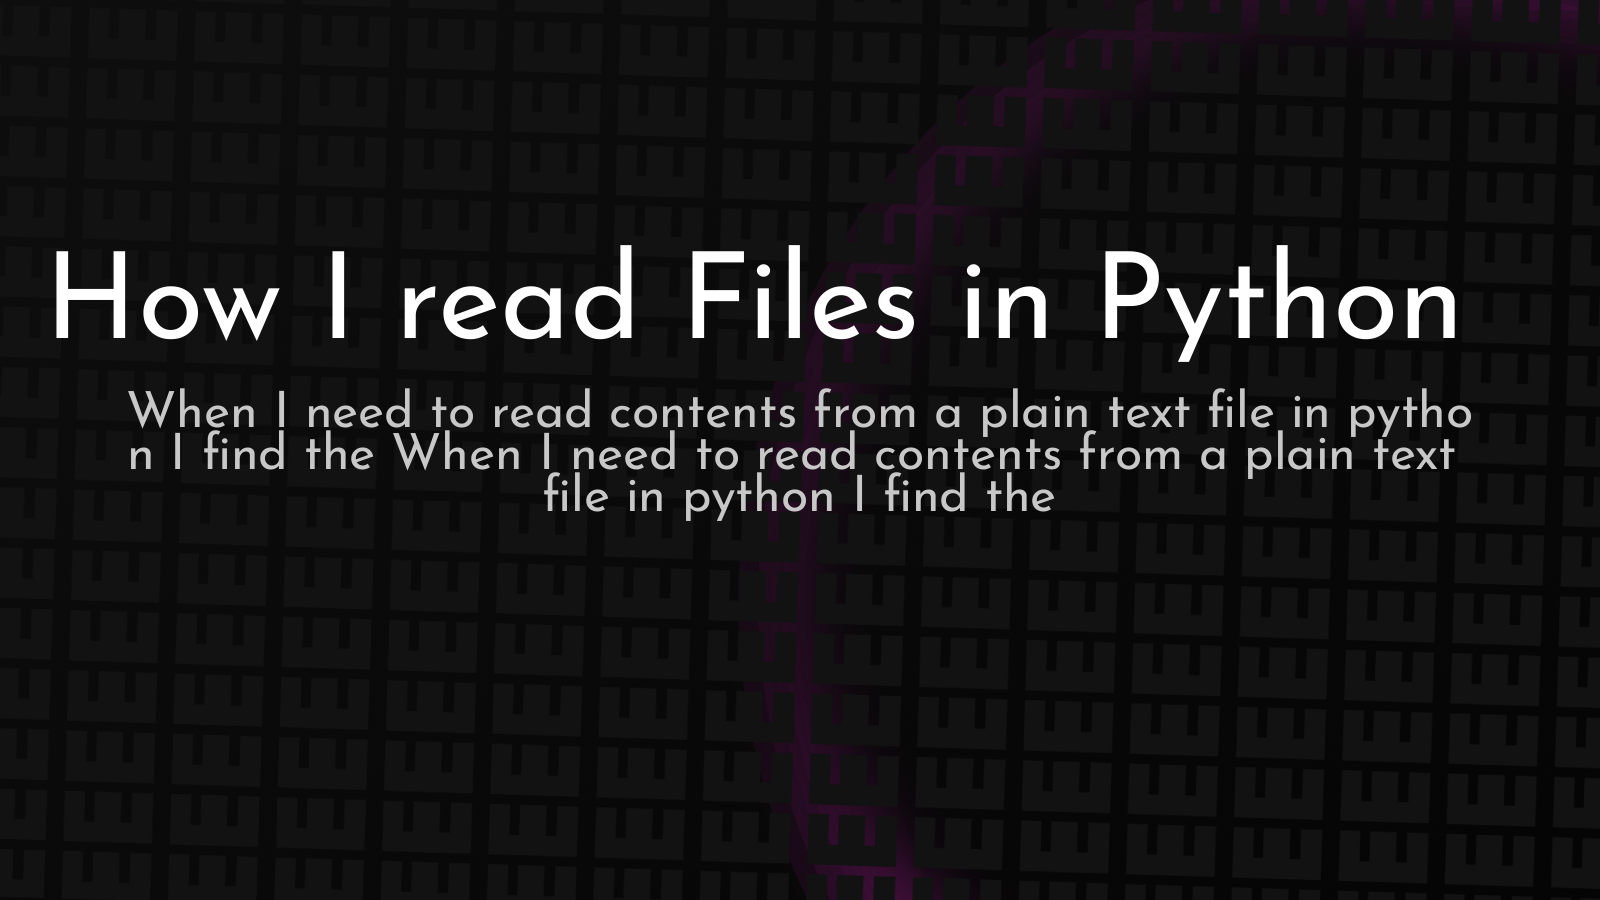 How I read Files in Python
When I need to read contents from a plain text file in pytho
n I find the When I need to read contents from a plain text
file in python I find the